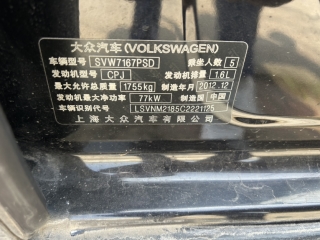 大众汽车(VOLKSWAGEN)
车辆型号 SVW7167PSD 乘坐人数 5
发动机型号 CPJ 发动机排量 1.6L
最大允许总质量 1755kg 制造年月 2012.12
发动机最大净功率 77kW 制造国 中国
车辆识别代号 LSVNM2185C2221125
上海大众汽车有限公司